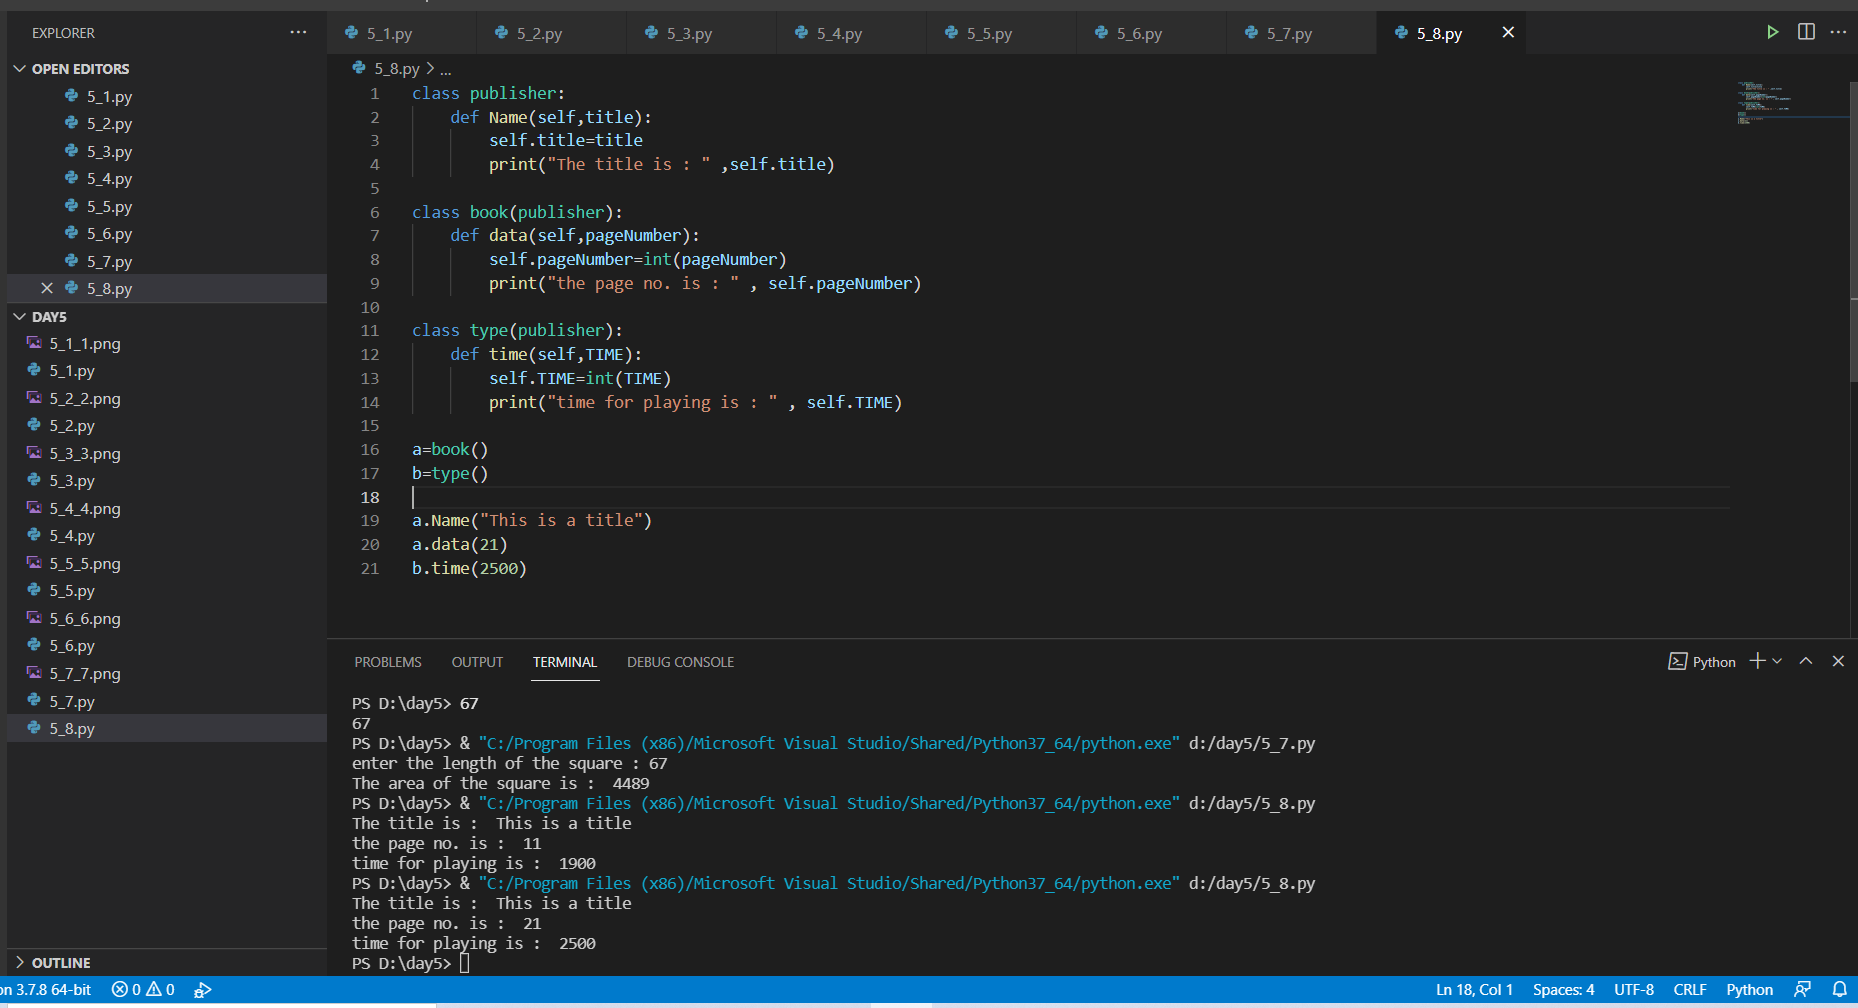 EXPLORER
OPEN EDITORS
5_1.py
5_2.py
5_3.py
5_4.py
5_5.py
5_6.py
5_7.py
5_8.py
DAY5
5_1_1.png
5_1.py
5_2_2.png
5_2.py
5_3_3.png
5_3.py
5_4_4.png
5_4.py
5_5_5.png
5_5.py
5_6_6.png
5_6.py
5_7_7.png
5_7.py
5_8.py
OUTLINE
5_1.py 5_2.py 5_3.py 5_4.py 5_5.py 5_6.py 5_7.py 5_8.py
5_8.py > ...
1 class publisher:
2     def Name(self,title):
3         self.title=title
4         print("The title is : " ,self.title)
5
6 class book(publisher):
7     def data(self,pageNumber):
8         self.pageNumber=int(pageNumber)
9         print("the page no. is : " , self.pageNumber)
10
11 class type(publisher):
12     def time(self,TIME):
13         self.TIME=int(TIME)
14         print("time for playing is : " , self.TIME)
15
16 a=book()
17 b=type()
18
19 a.Name("This is a title")
20 a.data(21)
21 b.time(2500)
PROBLEMS OUTPUT TERMINAL DEBUG CONSOLE Python
PS D:\day5> 67
67
PS D:\day5> & "C:/Program Files (x86)/Microsoft Visual Studio/Shared/Python37_64/python.exe" d:/day5/5_7.py
enter the length of the square : 67
The area of the square is :  4489
PS D:\day5> & "C:/Program Files (x86)/Microsoft Visual Studio/Shared/Python37_64/python.exe" d:/day5/5_8.py
The title is :  This is a title
the page no. is :  11
time for playing is :  1900
PS D:\day5> & "C:/Program Files (x86)/Microsoft Visual Studio/Shared/Python37_64/python.exe" d:/day5/5_8.py
The title is :  This is a title
the page no. is :  21
time for playing is :  2500
PS D:\day5>
on 3.7.8 64-bit 0 0 Ln 18, Col 1 Spaces: 4 UTF-8 CRLF Python